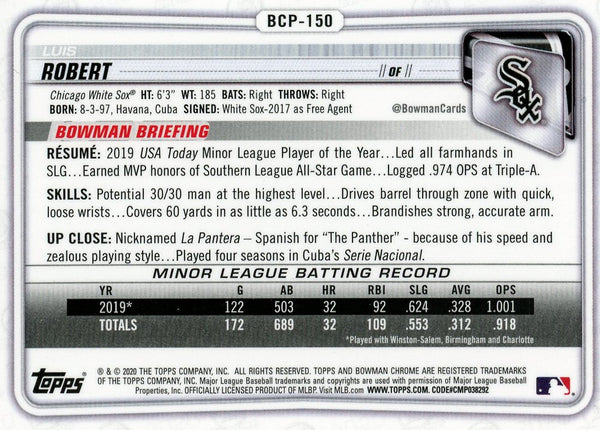 BCP-150
LUIS
ROBERT
// OF //
Sox
Chicago White Sox® HT: 6'3" WT: 185 BATS: Right THROWS: Right
BORN: 8-3-97, Havana, Cuba SIGNED: White Sox-2017 as Free Agent
@BowmanCards
BOWMAN BRIEFING
RÉSUMÉ: 2019 USA Today Minor League Player of the Year...Led all farmhands in
SLG...Earned MVP honors of Southern League All-Star Game...Logged .974 OPS at Triple-A.
SKILLS: Potential 30/30 man at the highest level...Drives barrel through zone with quick,
loose wrists...Covers 60 yards in as little as 6.3 seconds...Brandishes strong, accurate arm.
UP CLOSE: Nicknamed La Pantera – Spanish for "The Panther" - because of his speed and
zealous playing style...Played four seasons in Cuba's Serie Nacional.
MINOR LEAGUE BATTING RECORD
YR G AB HR RBI SLG AVG OPS
2019* 122 503 32 92 .624 .328 1.001
TOTALS 172 689 32 109 .553 .312 .918
*Played with Winston-Salem, Birmingham and Charlotte
Topps
® & © 2020 THE TOPPS COMPANY, INC. ALL RIGHTS RESERVED. TOPPS AND BOWMAN CHROME ARE REGISTERED TRADEMARKS
OF THE TOPPS COMPANY, INC. Major League Baseball trademarks and copyrights are used with permission of Major League Baseball
Properties, Inc. OFFICIALLY LICENSED PRODUCT OF MLBP. Visit MLB.com WWW.TOPPS.COM. CODE#CMP038292